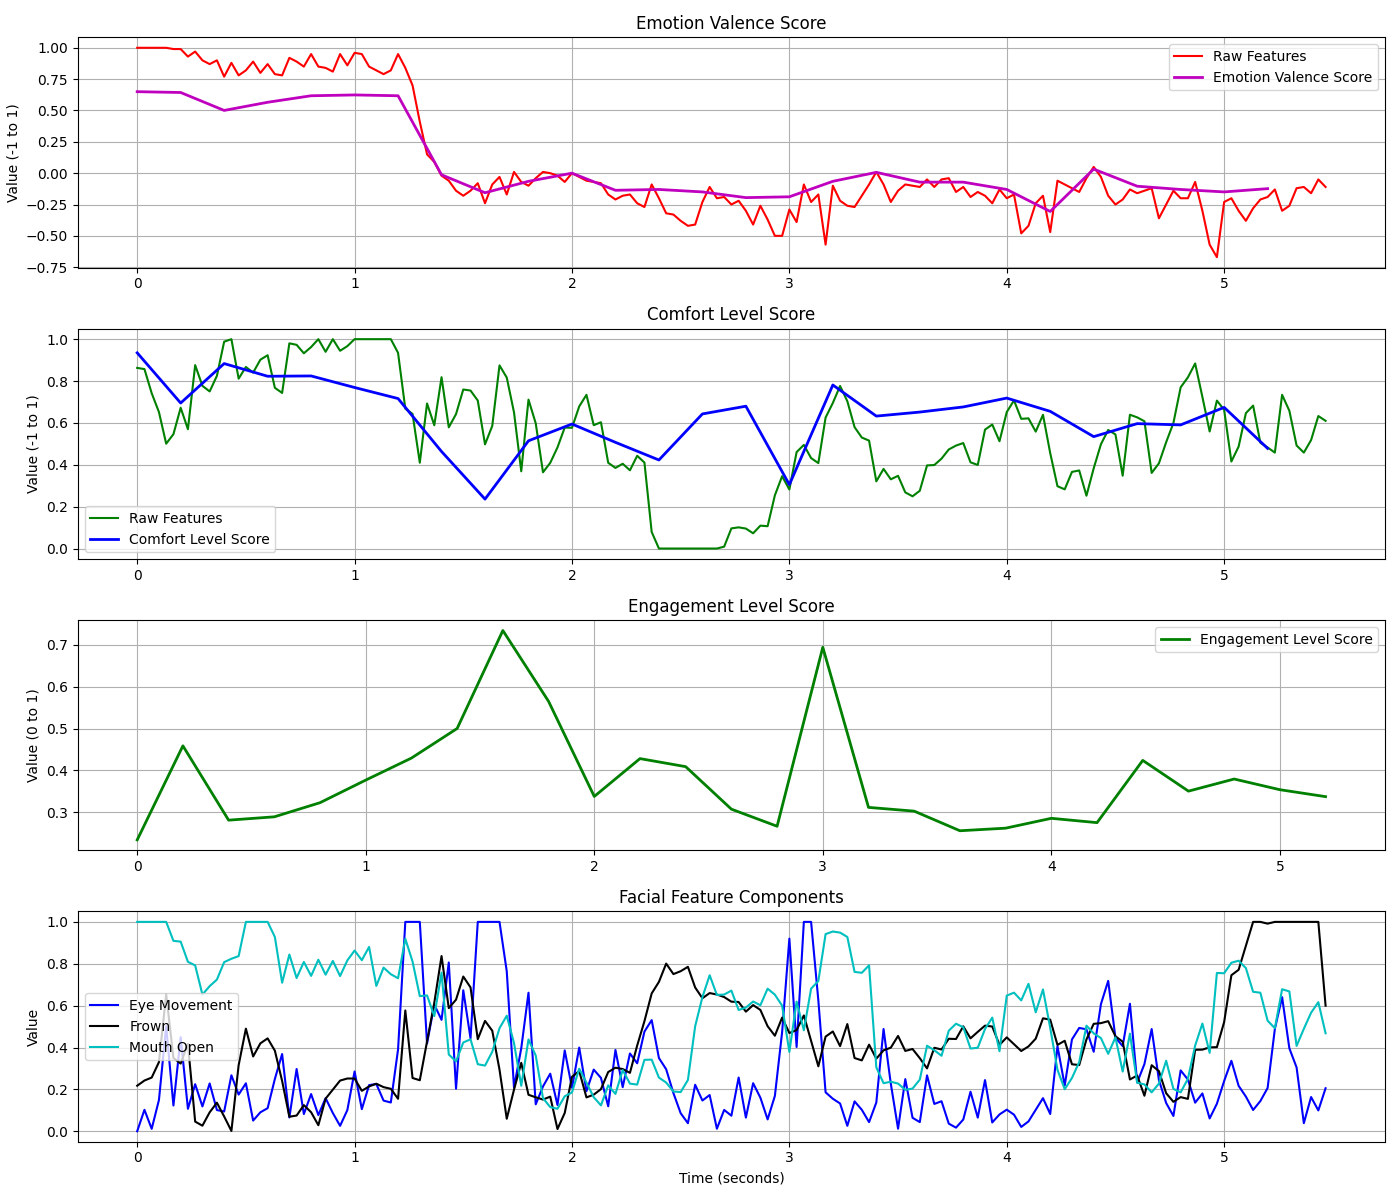 Emotion Valence Score
Value (-1 to 1)
1.00
0.75
0.50
0.25
0.00
−0.25
−0.50
−0.75
Raw Features
Emotion Valence Score
0 1 2 3 4 5
Comfort Level Score
Value (-1 to 1)
1.0
0.8
0.6
0.4
0.2
0.0
Raw Features
Comfort Level Score
0 1 2 3 4 5
Engagement Level Score
Value (0 to 1)
0.7
0.6
0.5
0.4
0.3
Engagement Level Score
0 1 2 3 4 5
Facial Feature Components
Value
1.0
0.8
0.6
0.4
0.2
0.0
Eye Movement
Frown
Mouth Open
0 1 2 3 4 5
Time (seconds)